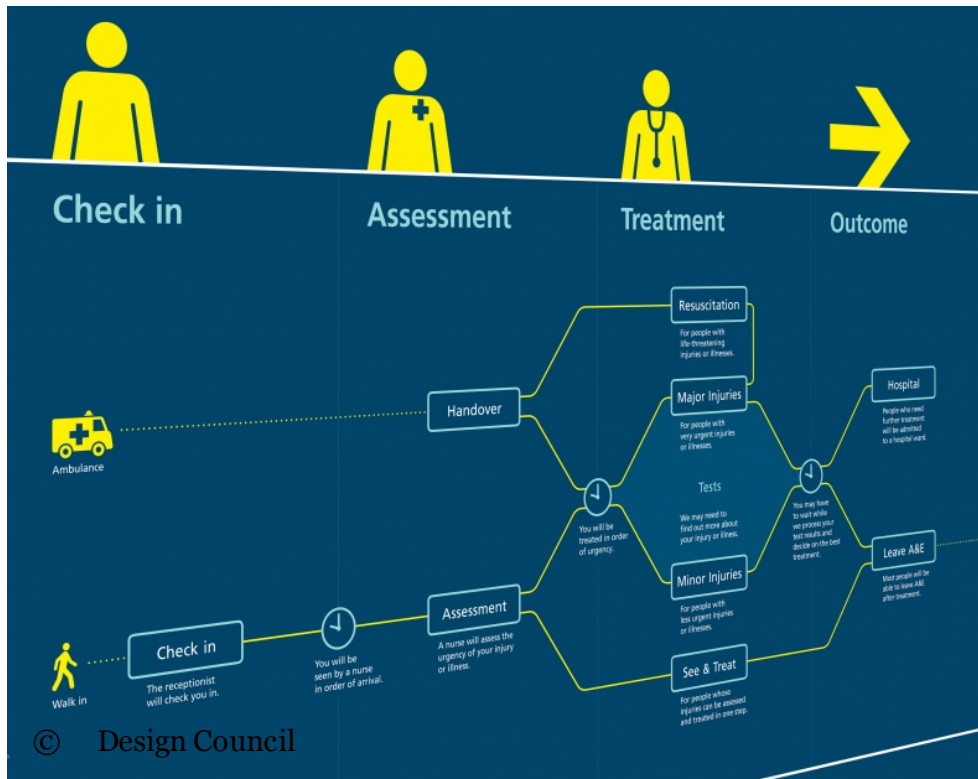 Check in
Assessment
Treatment
Outcome
Resuscitation
For people with
life-threatening
injuries or illnesses.
Ambulance
Handover
Major Injuries
For people with
very urgent injuries
or illnesses.
Hospital
People who need
further treatment
will be admitted
to a hospital ward.
You will be
treated in order
of urgency.
Tests
We may need to
find out more about
your injury or illness.
You may have
to wait while
we process your
test results and
decide on the best
treatment.
Walk in
Check in
The receptionist
will check you in.
You will be
seen by a nurse
in order of arrival.
Assessment
A nurse will assess the
urgency of your injury
or illness.
Minor Injuries
For people with
less urgent injuries
or illnesses.
Leave A&E
Most people will be
able to leave A&E
after treatment.
See & Treat
For people whose
injuries can be assessed
and treated in one step.
© Design Council